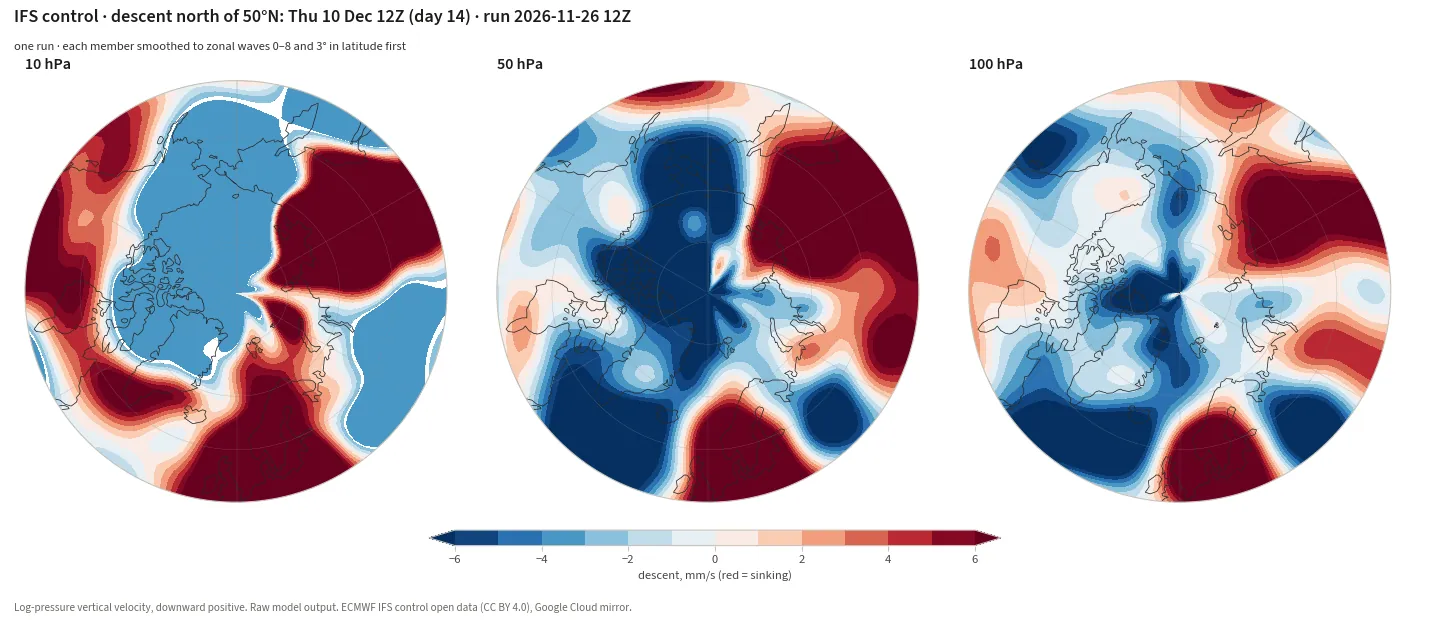 IFS control · descent north of 50°N: Thu 10 Dec 12Z (day 14) · run 2026-11-26 12Z
one run · each member smoothed to zonal waves 0–8 and 3° in latitude first
10 hPa
50 hPa
100 hPa
−6 −4 −2 0 2 4 6
descent, mm/s (red = sinking)
Log-pressure vertical velocity, downward positive. Raw model output. ECMWF IFS control open data (CC BY 4.0), Google Cloud mirror.